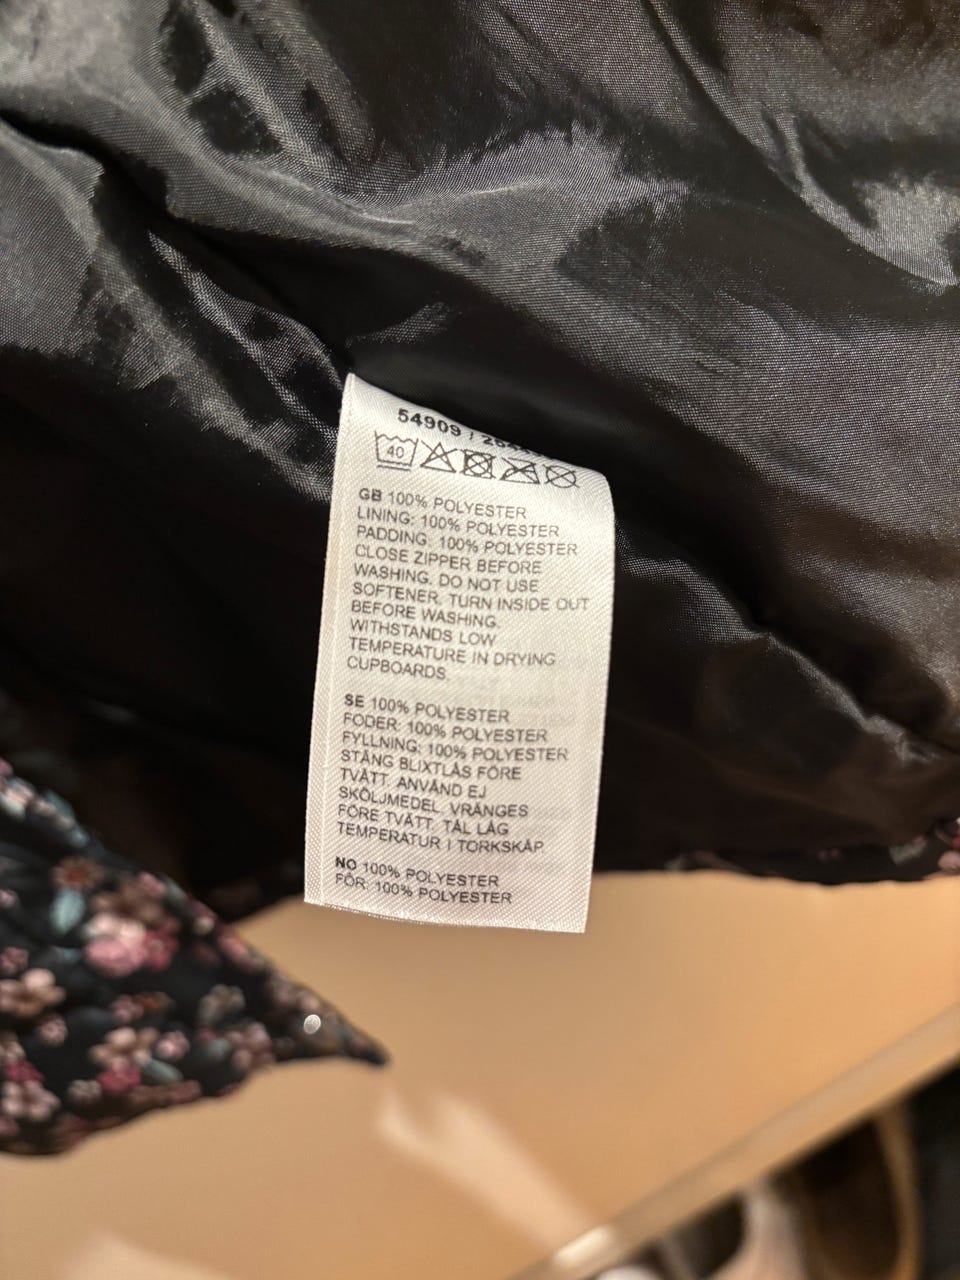 54909 /
40
GB 100% POLYESTER
LINING: 100% POLYESTER
PADDING: 100% POLYESTER
CLOSE ZIPPER BEFORE
WASHING. DO NOT USE
SOFTENER. TURN INSIDE OUT
BEFORE WASHING.
WITHSTANDS LOW
TEMPERATURE IN DRYING
CUPBOARDS.
SE 100% POLYESTER
FODER: 100% POLYESTER
FYLLNING: 100% POLYESTER
STÄNG BLIXTLÅS FÖRE
TVÄTT. ANVÄND EJ
SKÖLJMEDEL. VRÄNGES
FÖRE TVÄTT. TÅL LÅG
TEMPERATUR I TORKSKÅP.
NO 100% POLYESTER
FÔR: 100% POLYESTER